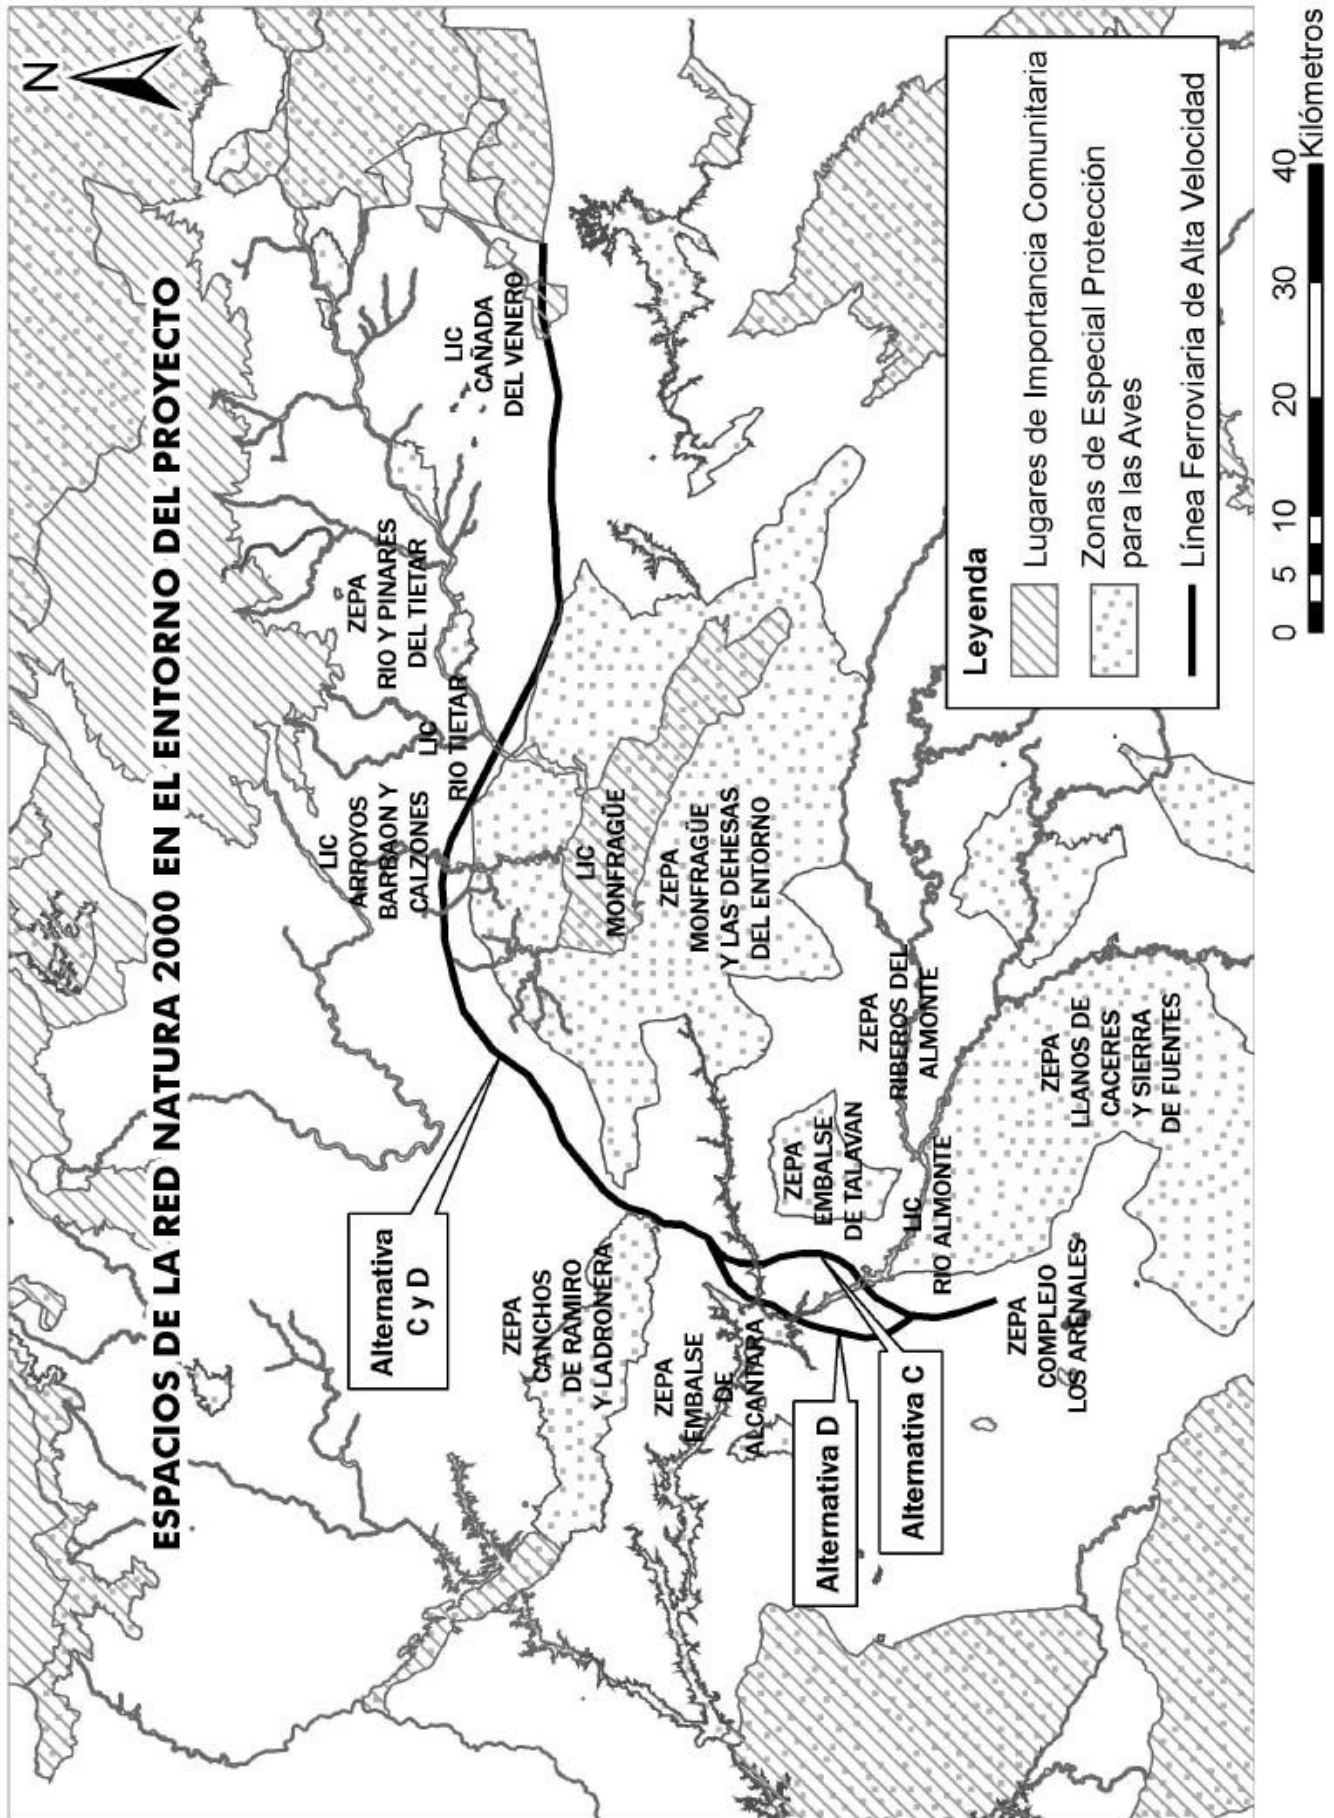 ESPACIOS DE LA RED NATURA 2000 EN EL ENTORNO DEL PROYECTO
N
Alternativa
C y D
LIC
ARROYOS
BARBAON Y
CALZONES
LIC
RIO TIETAR
ZEPA
RIO Y PINARES
DEL TIETAR
LIC
CAÑADA
DEL VENERO
ZEPA
CANCHOS
DE RAMIRO
Y LADRONERA
LIC
MONFRAGÜE
ZEPA
MONFRAGÜE
Y LAS DEHESAS
DEL ENTORNO
ZEPA
EMBALSE
DE
ALCANTARA
ZEPA
EMBALSE
DE TALAVAN
ZEPA
RIBEROS DEL
ALMONTE
LIC
RIO ALMONTE
Alternativa D
Alternativa C
ZEPA
COMPLEJO
LOS ARENALES
ZEPA
LLANOS DE
CACERES
Y SIERRA
DE FUENTES
Leyenda
Lugares de Importancia Comunitaria
Zonas de Especial Protección
para las Aves
Línea Ferroviaria de Alta Velocidad
0 5 10 20 30 40
Kilómetros